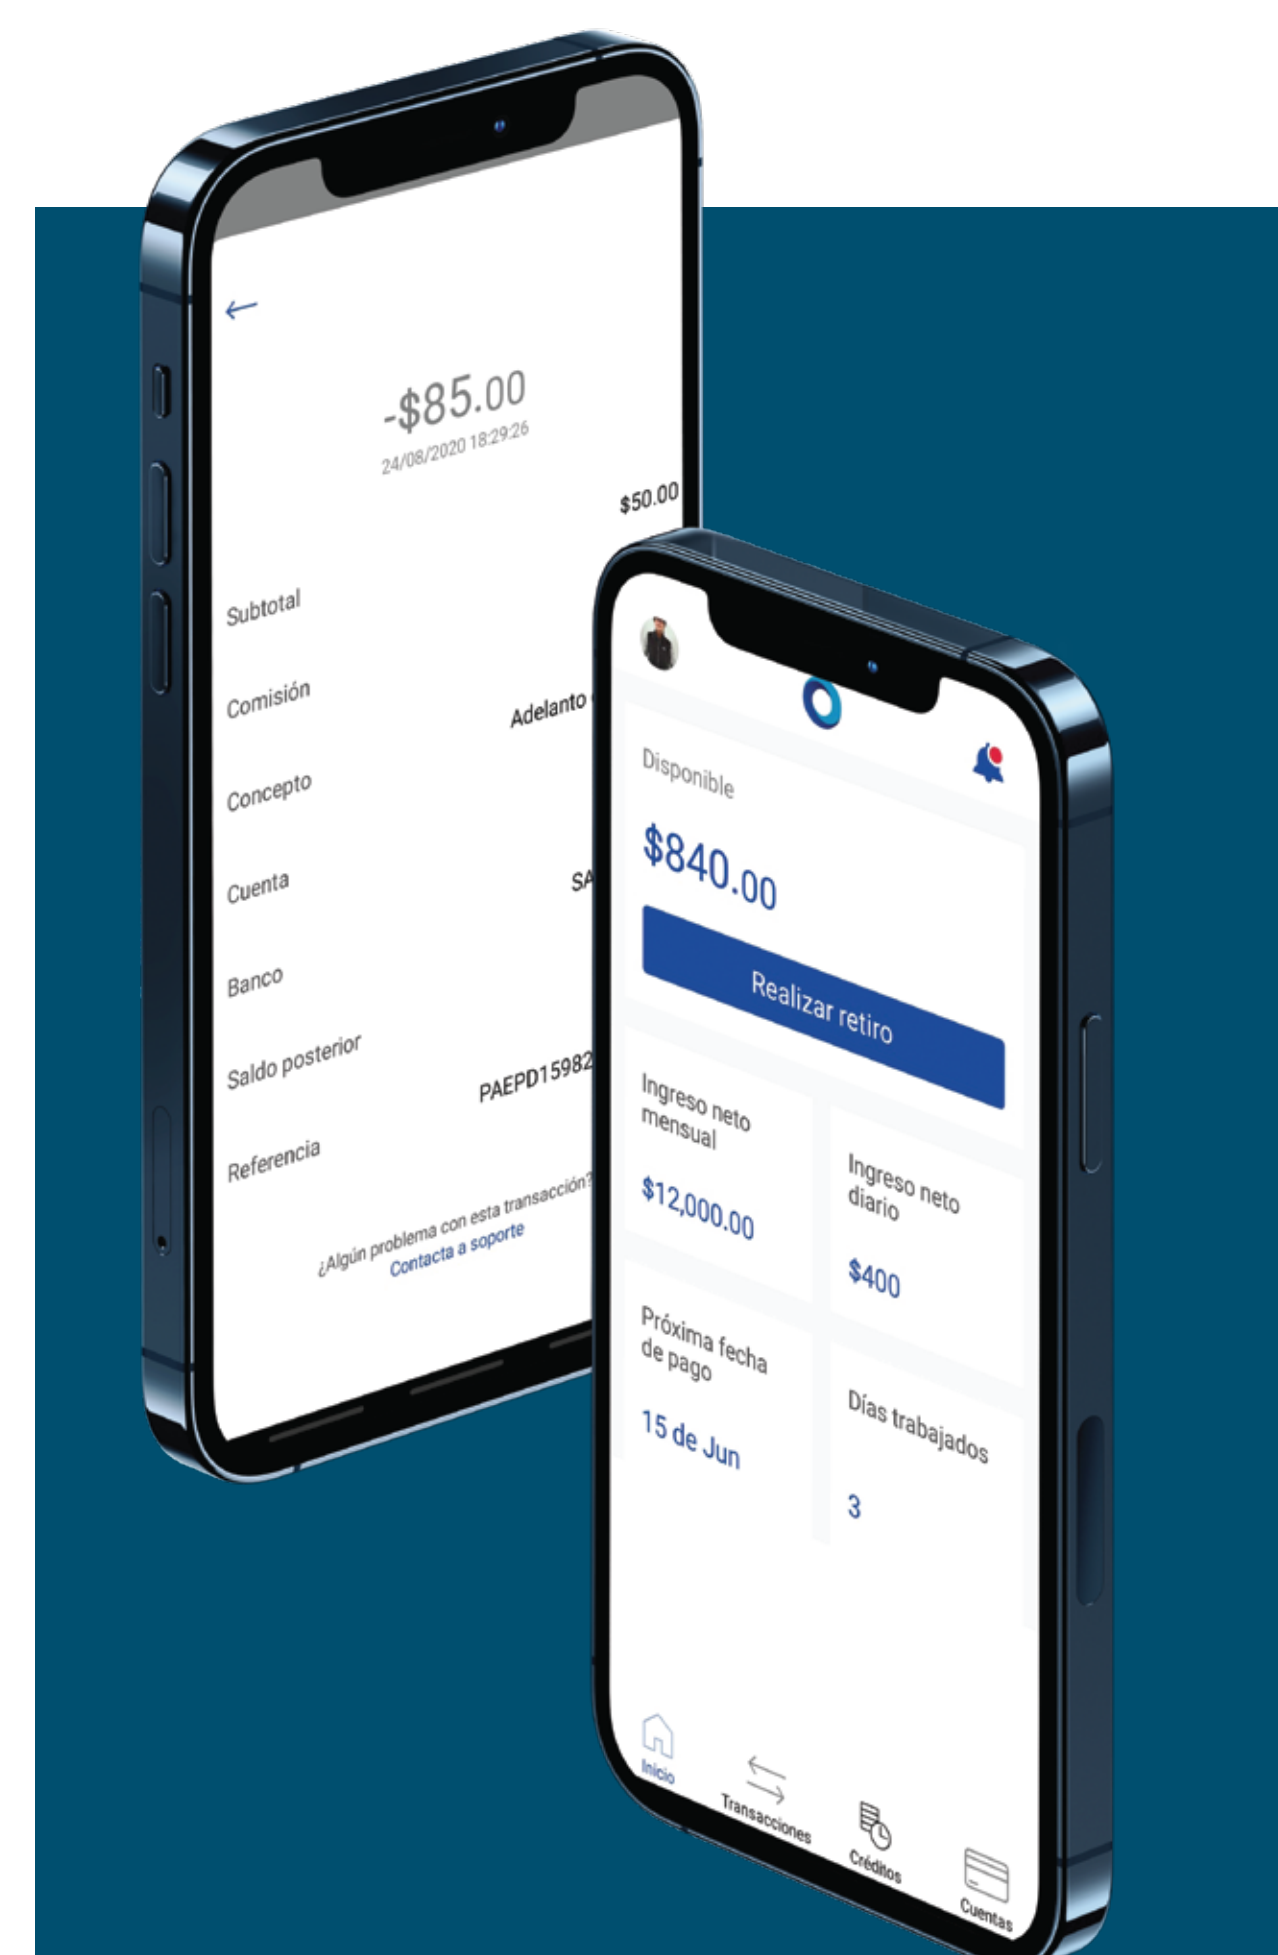 -$85.00
24/08/2020 18:29:26
$50.00
Subtotal
Comisión
Adelanto
Concepto
Cuenta
SA
Banco
Saldo posterior
PAEPD15982
Referencia
¿Algún problema con esta transacción?
Contacta a soporte
Disponible
$840.00
Realizar retiro
Ingreso neto
mensual
$12,000.00
Ingreso neto
diario
$400
Próxima fecha
de pago
15 de Jun
Días trabajados
3
Inicio
Transacciones
Créditos
Cuentas